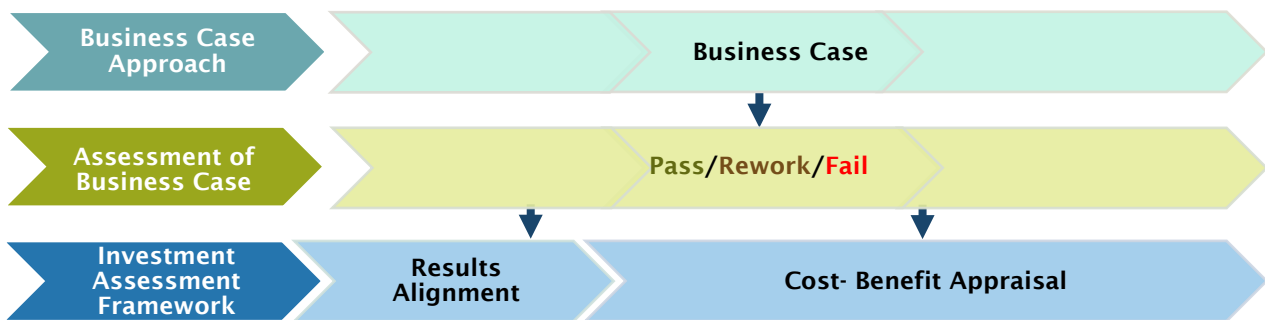 Business Case
Approach
Business Case
Assessment of
Business Case
Pass/Rework/Fail
Investment
Assessment
Framework
Results
Alignment
Cost- Benefit Appraisal